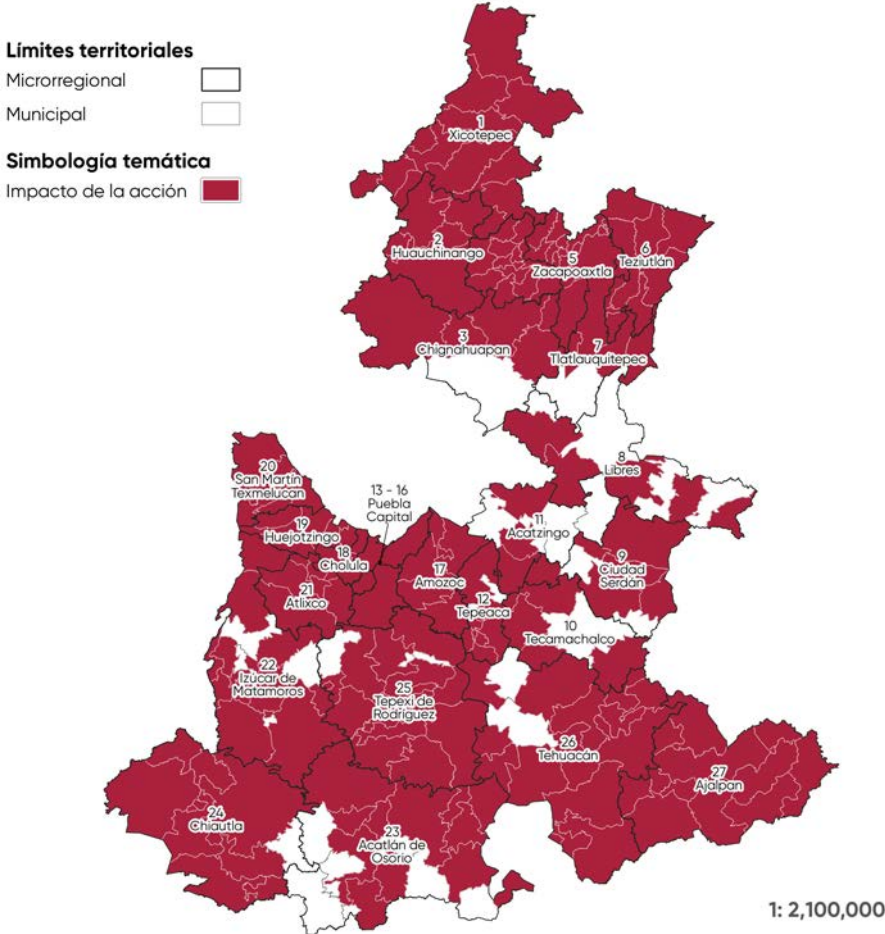 Límites territoriales
Microrregional
Municipal
Simbología temática
Impacto de la acción
1
Xicotepec
2
Huauchinango
5
Zacapoaxtla
6
Teziutlán
3
Chignahuapan
7
Tlatlauquitepec
8
Libres
20
San Martín
Texmelucan
13 - 16
Puebla
Capital
19
Huejotzingo
18
Cholula
11
Acatzingo
17
Amozoc
9
Ciudad
Serdán
21
Atlixco
12
Tepeaca
10
Tecamachalco
22
Izúcar de
Matamoros
25
Tepexi de
Rodríguez
26
Tehuacán
27
Ajalpan
24
Chiautla
23
Acatlán de
Osorio
1: 2,100,000